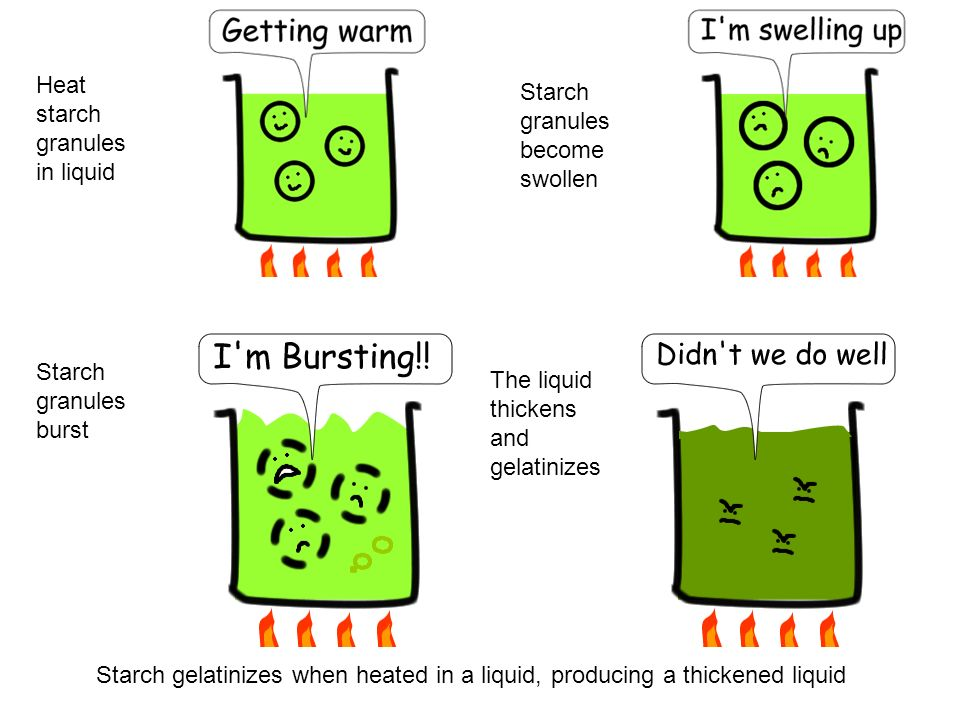 Getting warm
Heat
starch
granules
in liquid
I'm swelling up
Starch
granules
become
swollen
I'm Bursting!!
Starch
granules
burst
Didn't we do well
The liquid
thickens
and
gelatinizes
Starch gelatinizes when heated in a liquid, producing a thickened liquid